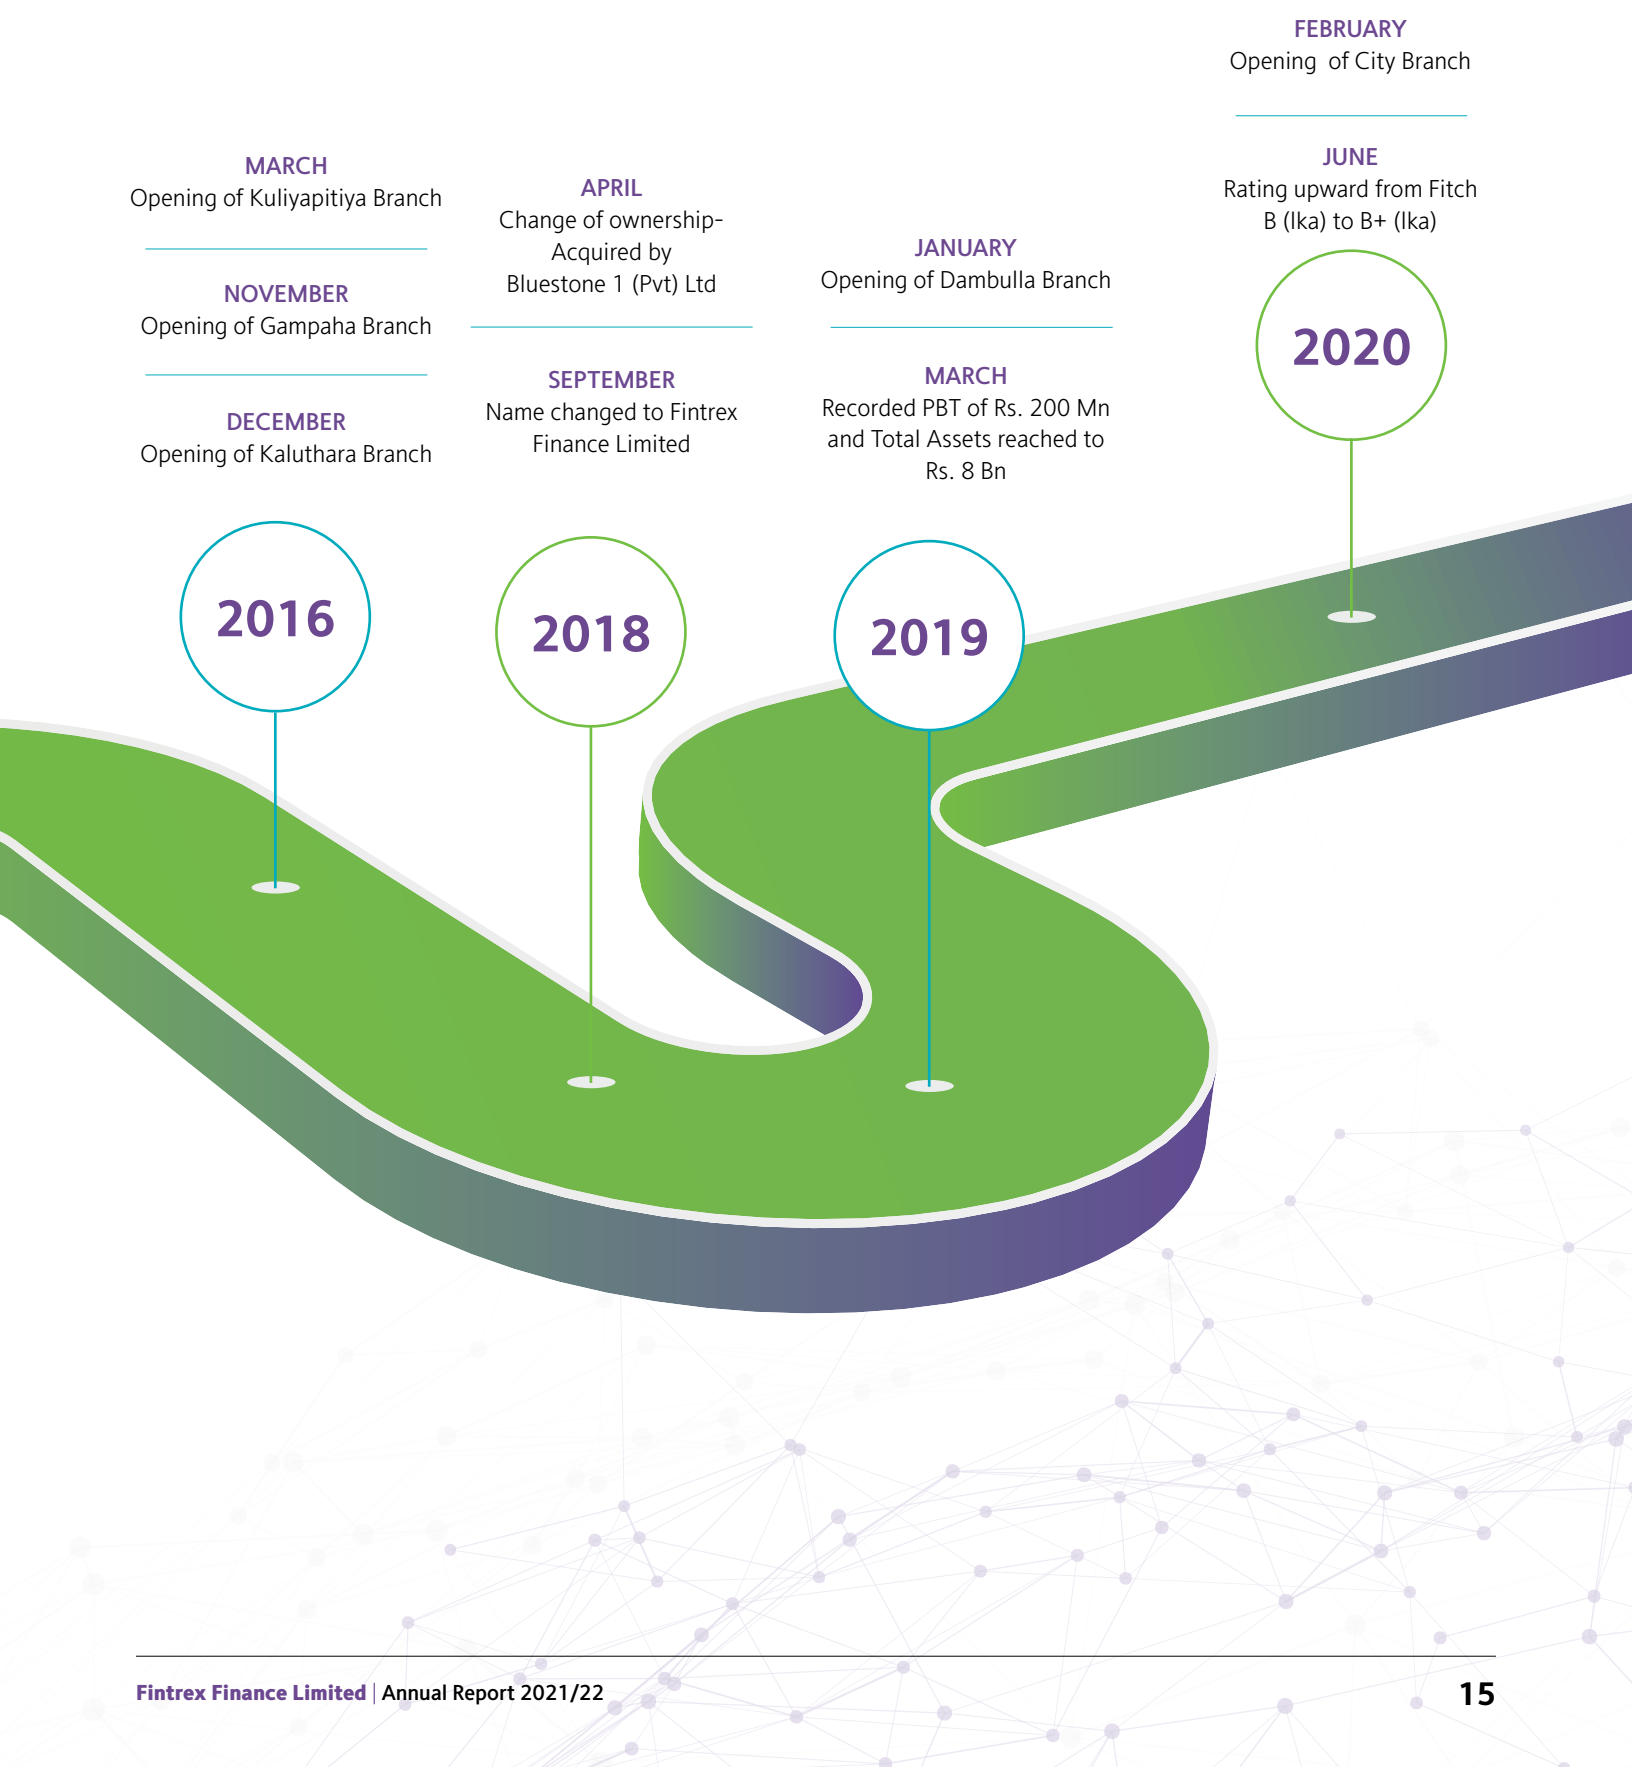 MARCH
Opening of Kuliyapitiya Branch
NOVEMBER
Opening of Gampaha Branch
DECEMBER
Opening of Kaluthara Branch
2016
APRIL
Change of ownership-
Acquired by
Bluestone 1 (Pvt) Ltd
SEPTEMBER
Name changed to Fintrex
Finance Limited
2018
JANUARY
Opening of Dambulla Branch
MARCH
Recorded PBT of Rs. 200 Mn
and Total Assets reached to
Rs. 8 Bn
2019
FEBRUARY
Opening of City Branch
JUNE
Rating upward from Fitch
B (lka) to B+ (lka)
2020
Fintrex Finance Limited | Annual Report 2021/22
15